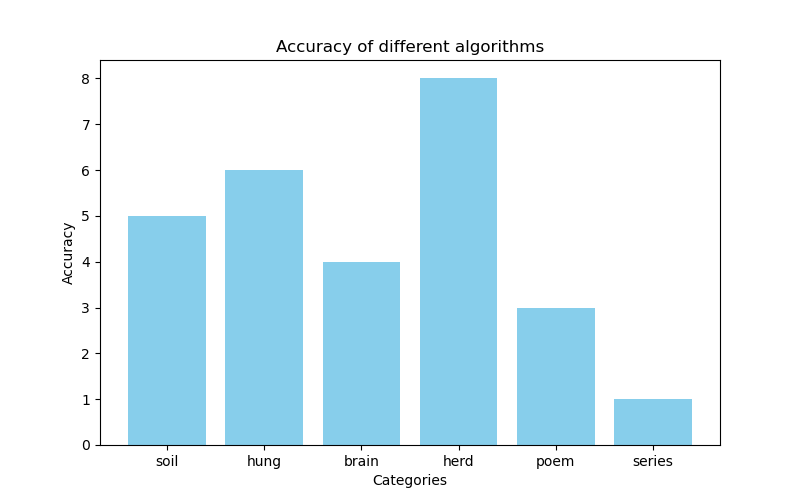 Accuracy of different algorithms
8
7
6
5
4
3
2
1
0
Accuracy
soil hung brain herd poem series
Categories